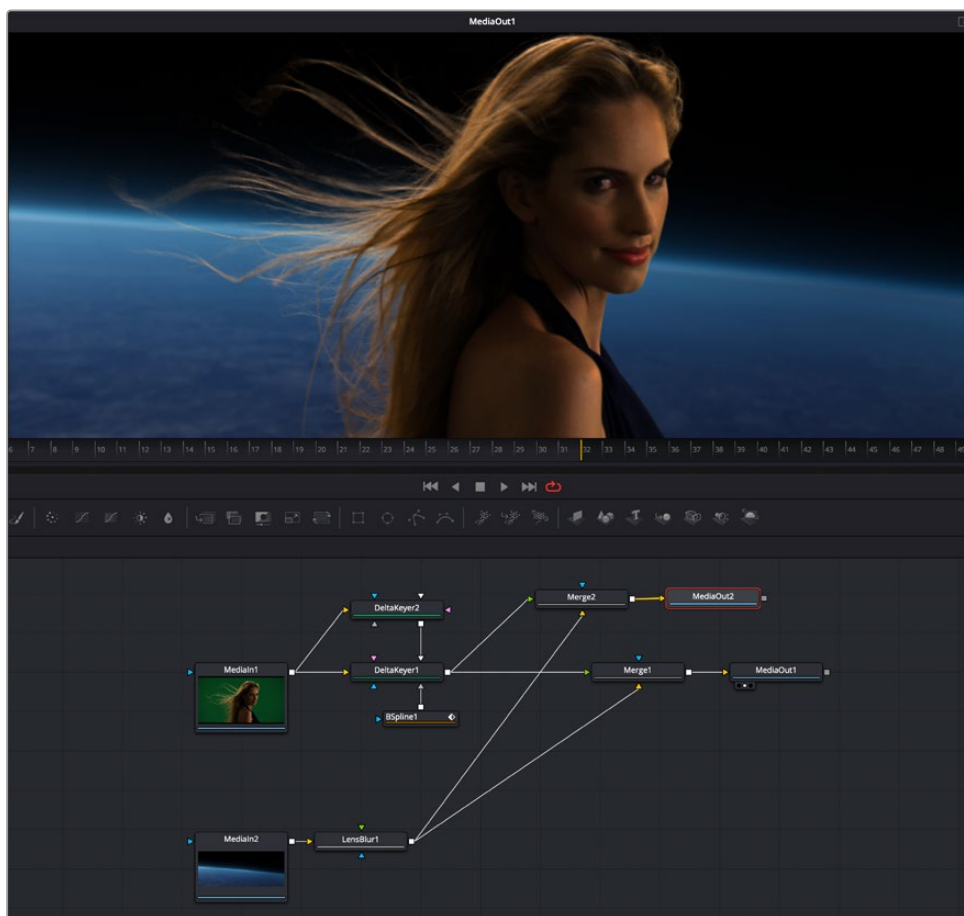 MediaOut1
6 7 8 9 10 11 12 13 14 15 16 17 18 19 20 21 22 23 24 25 26 27 28 29 30 31 32 33 34 35 36 37 38 39 40 41 42 43 44 45 46 47 48 49
Merge2
MediaOut2
DeltaKeyer2
MediaIn1
DeltaKeyer1
Merge1
MediaOut1
BSpline1
MediaIn2
LensBlur1